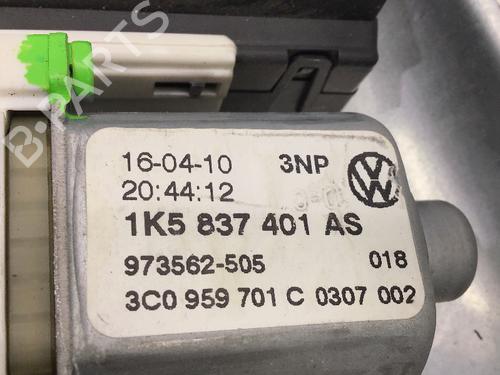 B-PARTS
16-04-10 3NP
20:44:12
1K5 837 401 AS
973562-505 018
3C0 959 701 C 0307 002